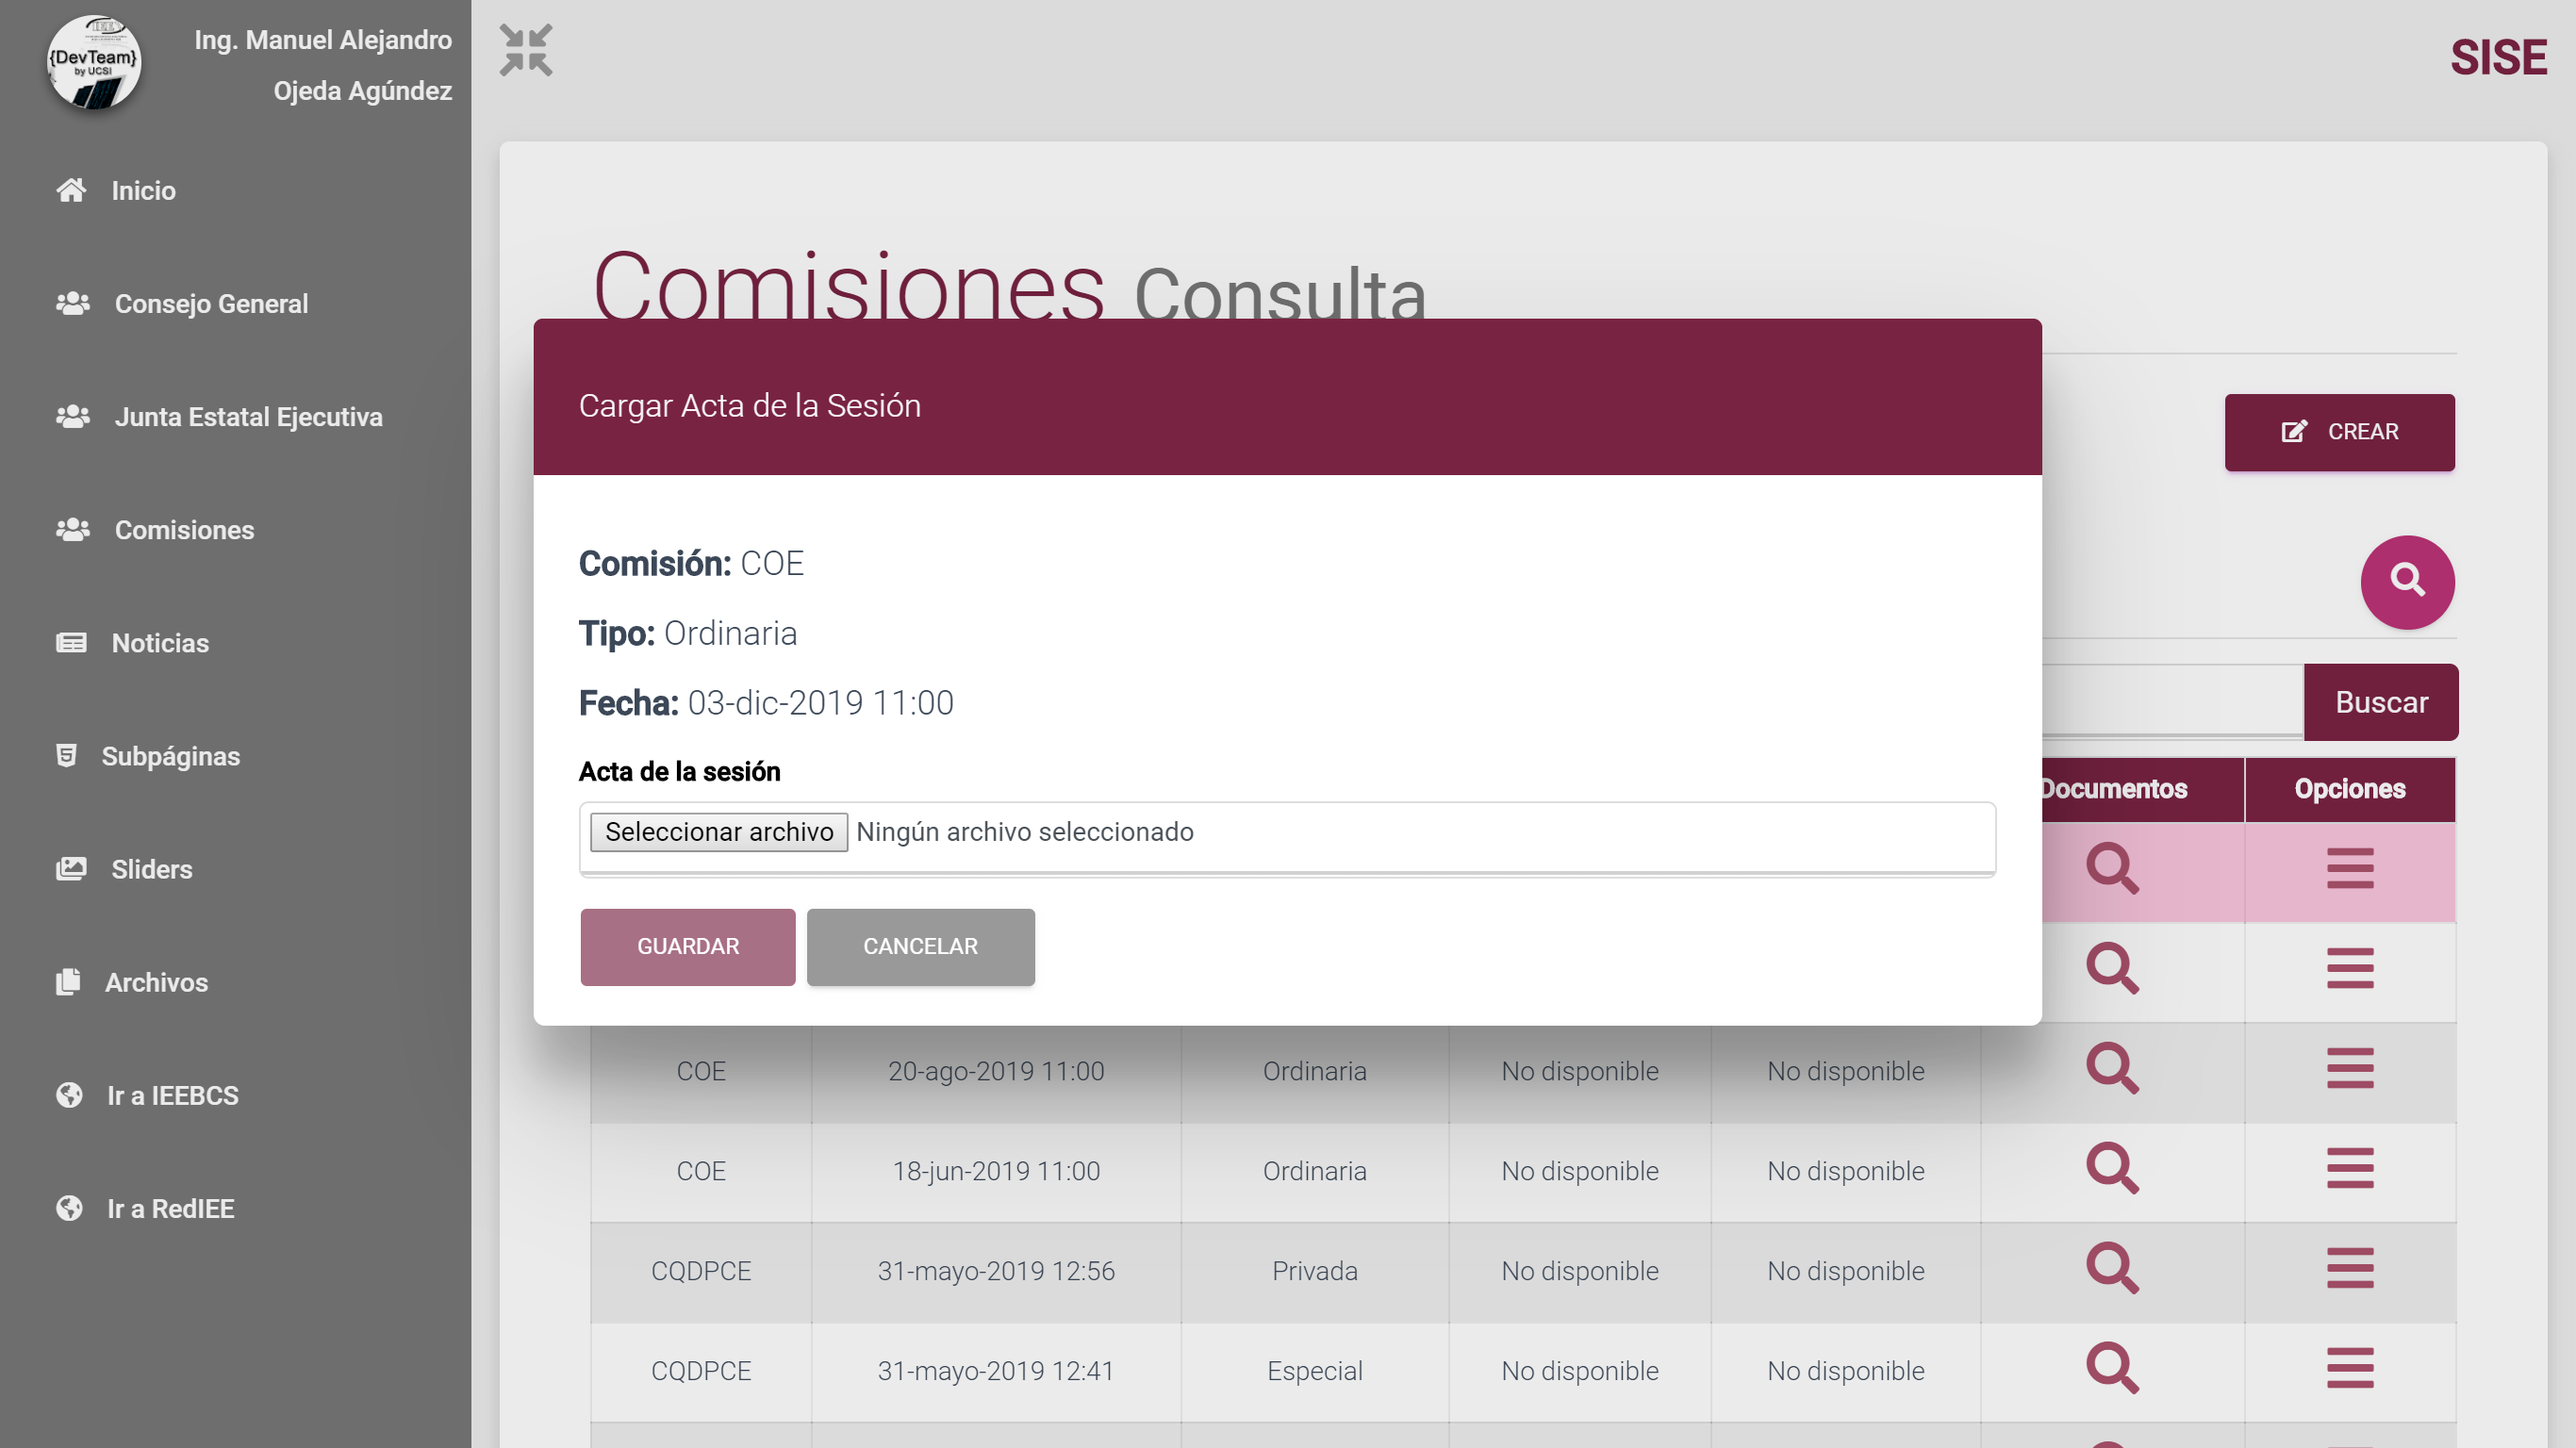 {DevTeam}
by UCSI
Ing. Manuel Alejandro
Ojeda Agúndez
Inicio
Consejo General
Junta Estatal Ejecutiva
Comisiones
Noticias
Subpáginas
Sliders
Archivos
Ir a IEEBCS
Ir a RedIEE
SISE
Comisiones Consulta
CREAR
Buscar
Documentos Opciones
Cargar Acta de la Sesión
Comisión: COE
Tipo: Ordinaria
Fecha: 03-dic-2019 11:00
Acta de la sesión
Seleccionar archivo Ningún archivo seleccionado
GUARDAR CANCELAR
COE 20-ago-2019 11:00 Ordinaria No disponible No disponible
COE 18-jun-2019 11:00 Ordinaria No disponible No disponible
CQDPCE 31-mayo-2019 12:56 Privada No disponible No disponible
CQDPCE 31-mayo-2019 12:41 Especial No disponible No disponible